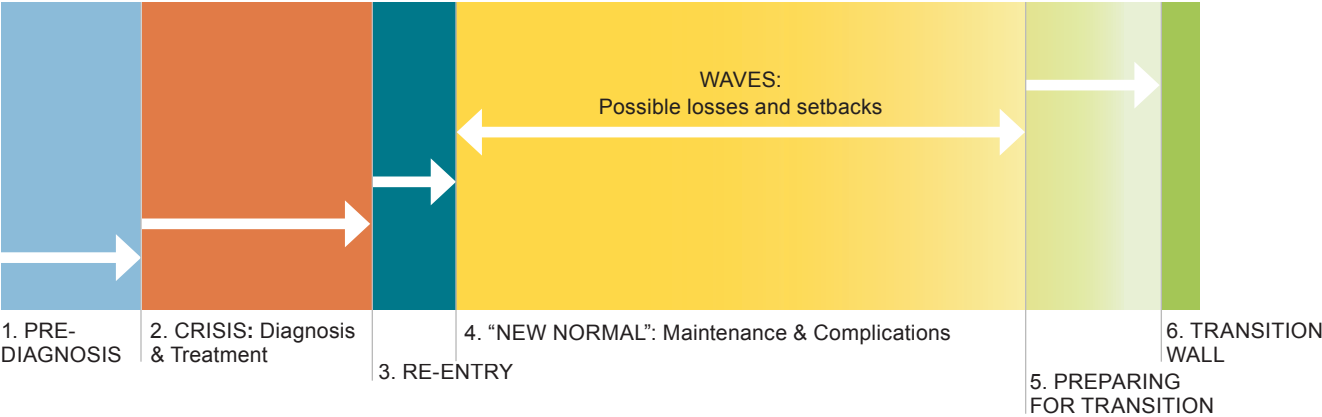 WAVES:
Possible losses and setbacks
1. PRE-
DIAGNOSIS
2. CRISIS: Diagnosis
& Treatment
3. RE-ENTRY
4. “NEW NORMAL”: Maintenance & Complications
5. PREPARING
FOR TRANSITION
6. TRANSITION
WALL